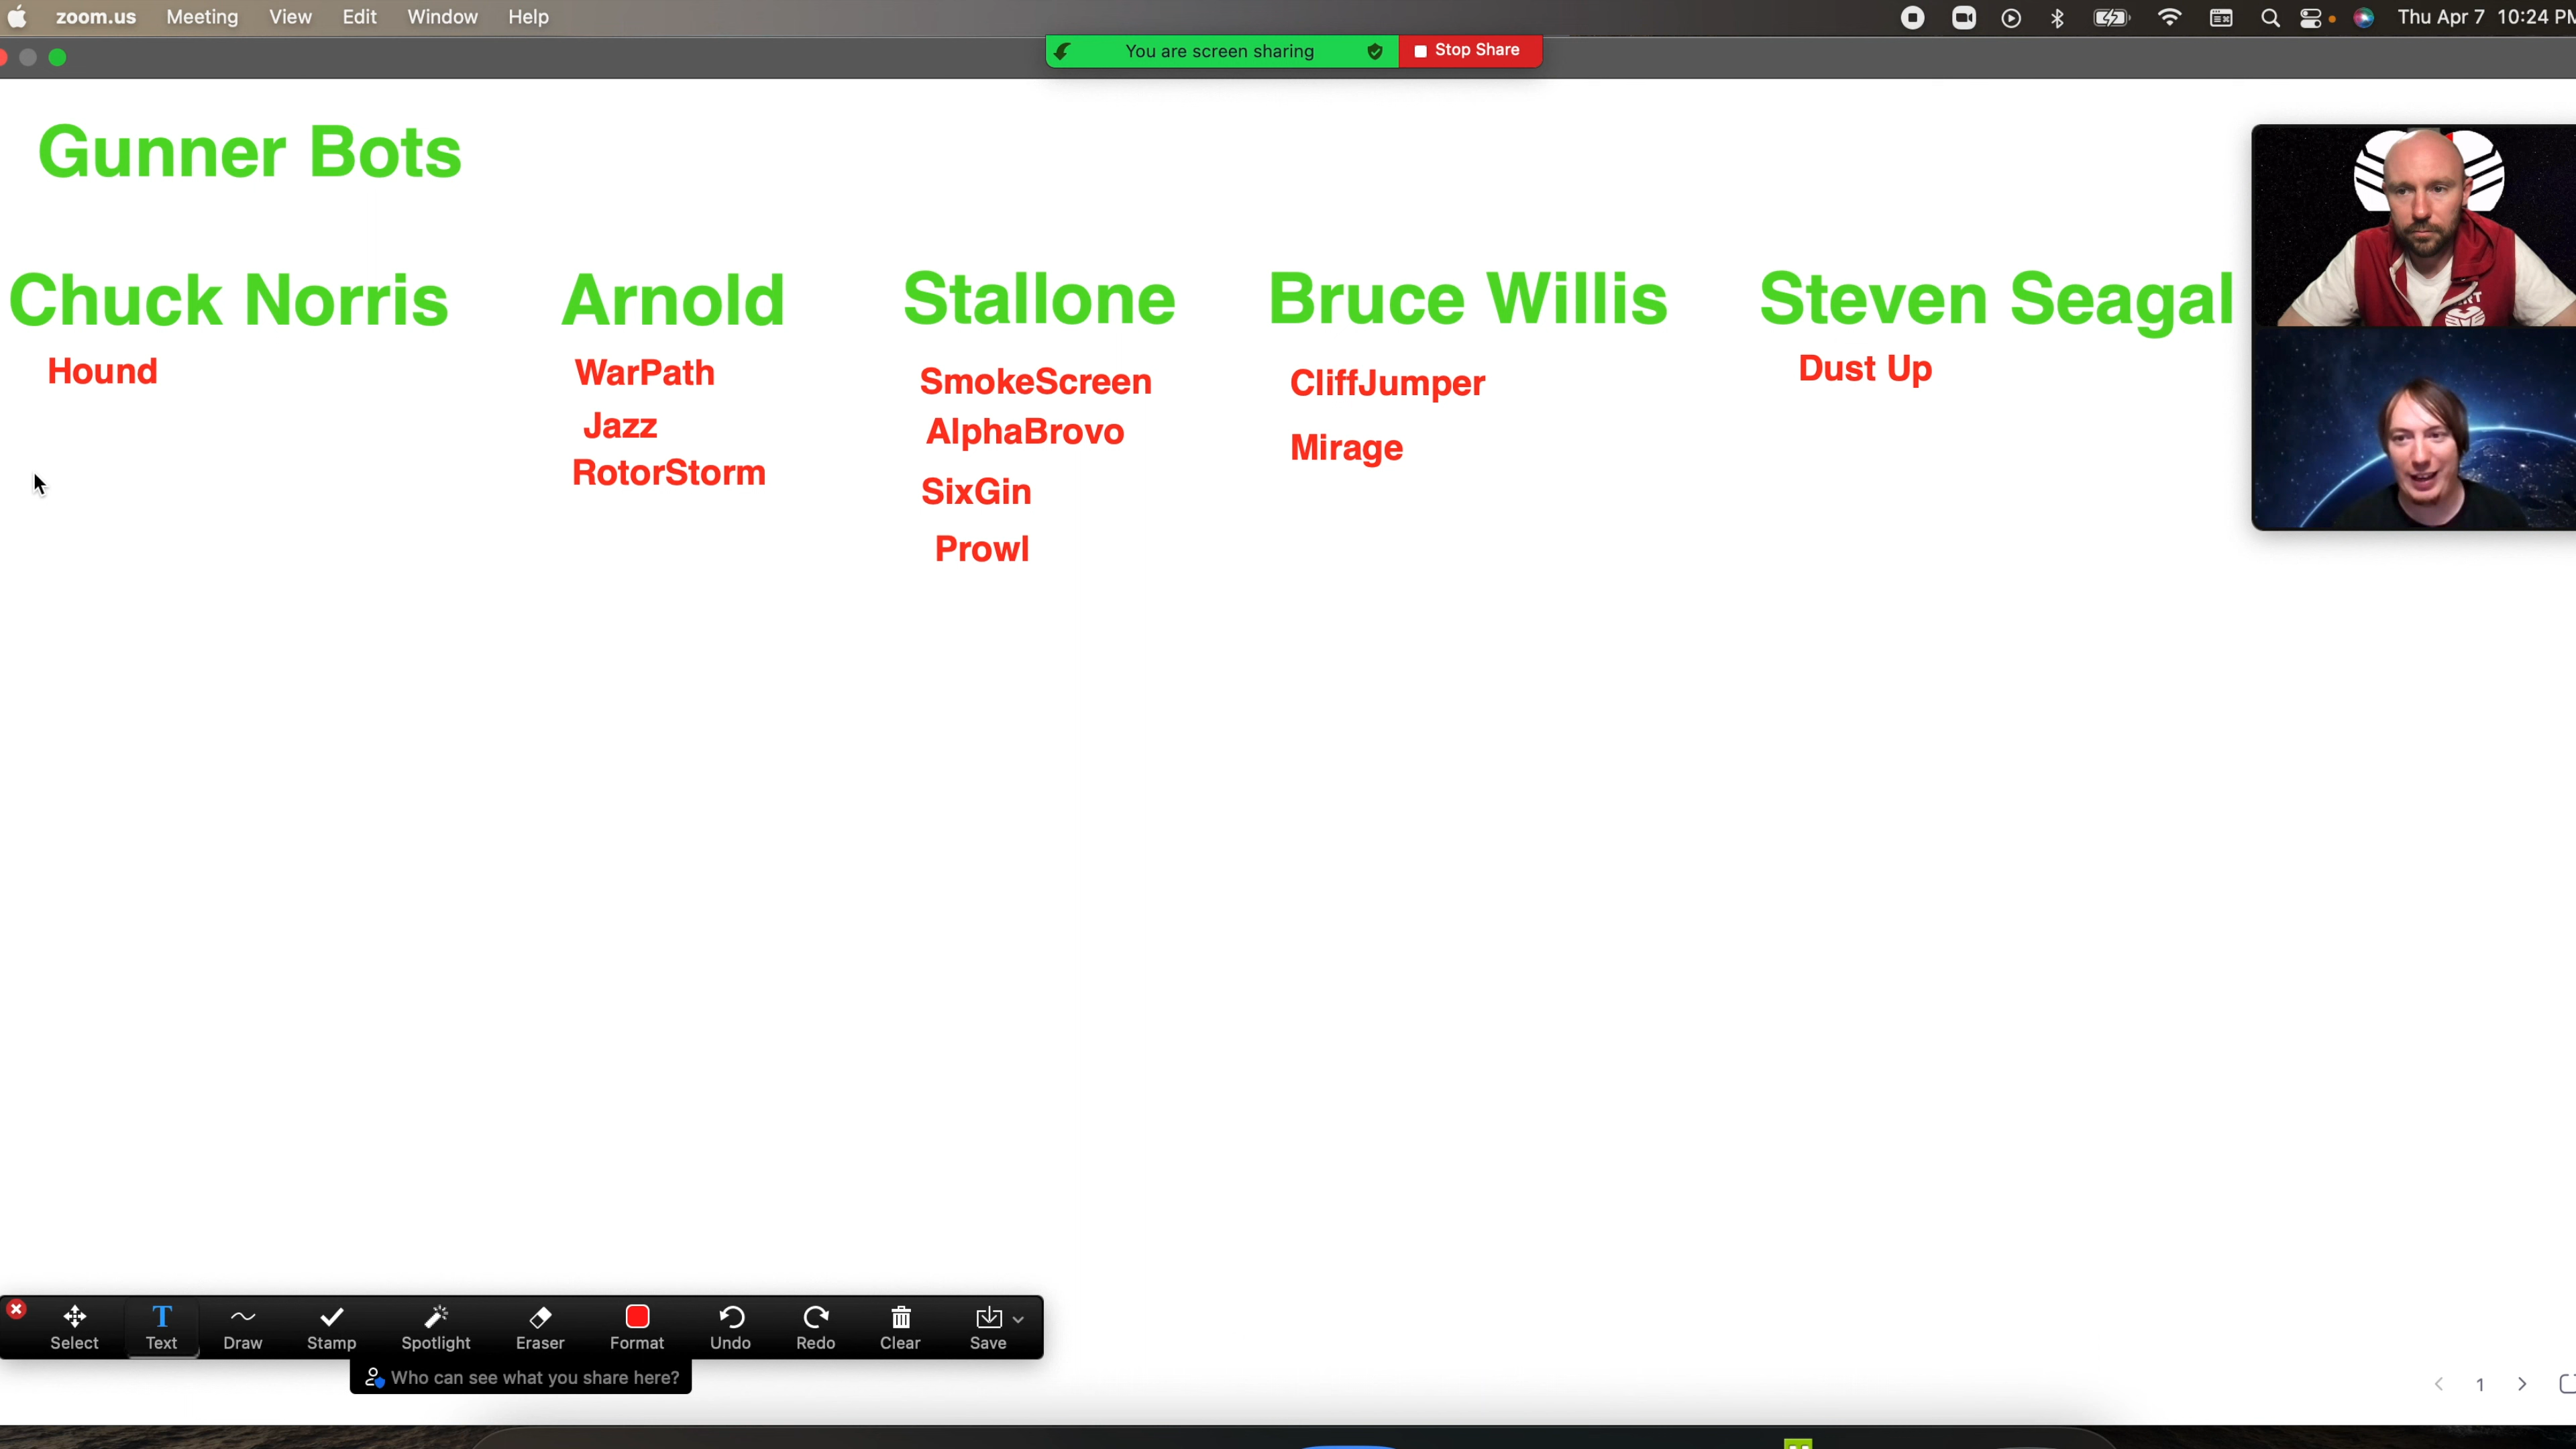 zoom.us Meeting View Edit Window Help Thu Apr 7 10:24 PM
You are screen sharing Stop Share
Gunner Bots
Chuck Norris Arnold Stallone Bruce Willis Steven Seagal
Hound WarPath SmokeScreen CliffJumper Dust Up
Jazz AlphaBrovo Mirage
RotorStorm SixGin
Prowl
Select Text Draw Stamp Spotlight Eraser Format Undo Redo Clear Save
Who can see what you share here?
1